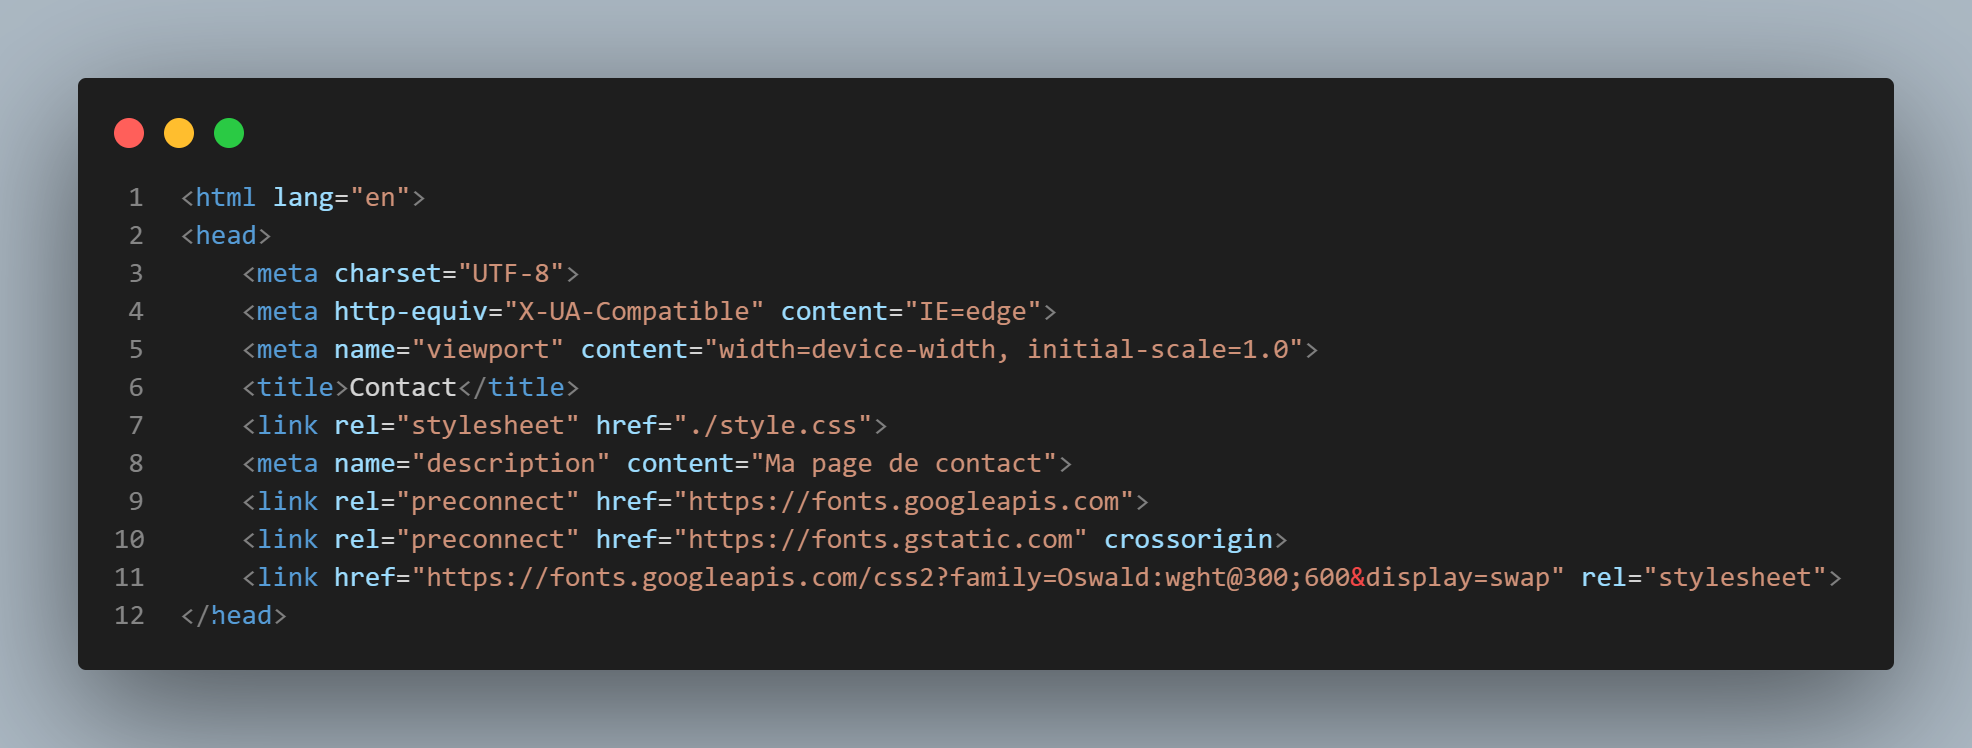 1 <html lang="en">
2 <head>
3     <meta charset="UTF-8">
4     <meta http-equiv="X-UA-Compatible" content="IE=edge">
5     <meta name="viewport" content="width=device-width, initial-scale=1.0">
6     <title>Contact</title>
7     <link rel="stylesheet" href="./style.css">
8     <meta name="description" content="Ma page de contact">
9     <link rel="preconnect" href="https://fonts.googleapis.com">
10     <link rel="preconnect" href="https://fonts.gstatic.com" crossorigin>
11     <link href="https://fonts.googleapis.com/css2?family=Oswald:wght@300;600&display=swap" rel="stylesheet">
12 </head>